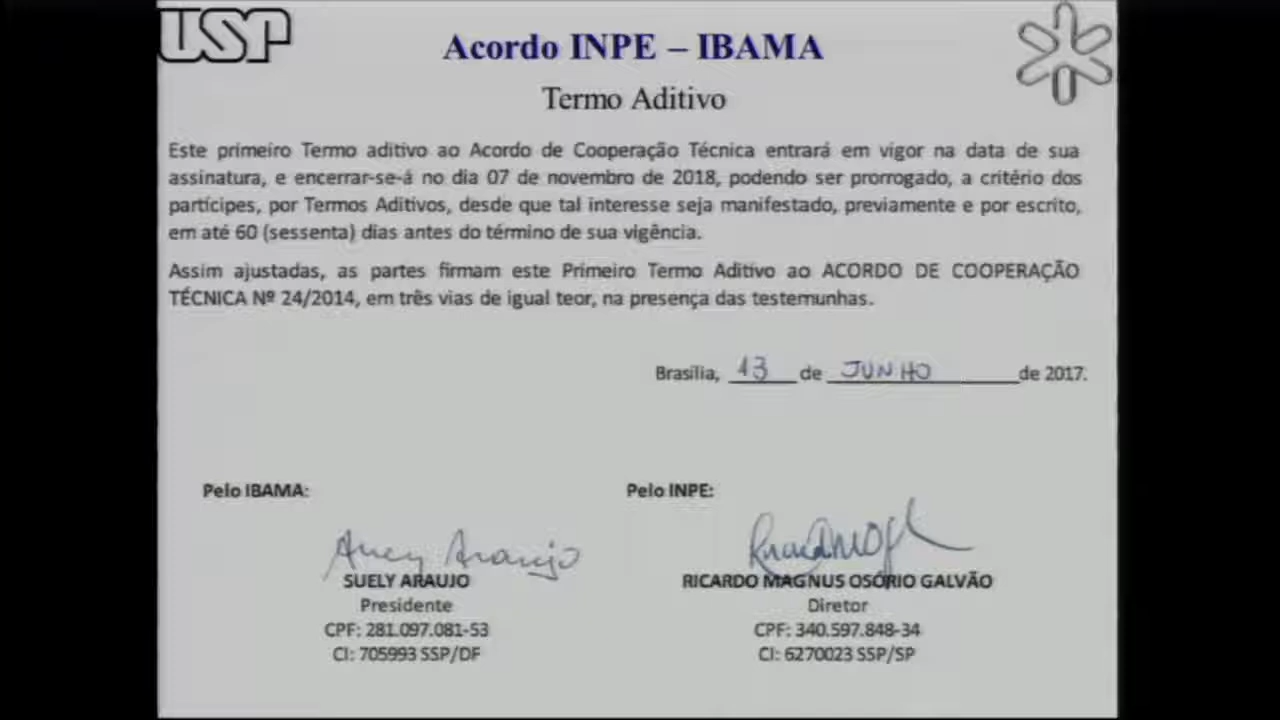 USP
Acordo INPE – IBAMA
Termo Aditivo
Este primeiro Termo aditivo ao Acordo de Cooperação Técnica entrará em vigor na data de sua
assinatura, e encerrar-se-á no dia 07 de novembro de 2018, podendo ser prorrogado, a critério dos
partícipes, por Termos Aditivos, desde que tal interesse seja manifestado, previamente e por escrito,
em até 60 (sessenta) dias antes do término de sua vigência.
Assim ajustadas, as partes firmam este Primeiro Termo Aditivo ao ACORDO DE COOPERAÇÃO
TÉCNICA Nº 24/2014, em três vias de igual teor, na presença das testemunhas.
Brasília, 13 de JUNHO de 2017.
Pelo IBAMA:
Pelo INPE:
Suely Araujo
SUELY ARAUJO
Presidente
CPF: 281.097.081-53
CI: 705993 SSP/DF
RICARDO MAGNUS OSÓRIO GALVÃO
Diretor
CPF: 340.597.848-34
CI: 6270023 SSP/SP